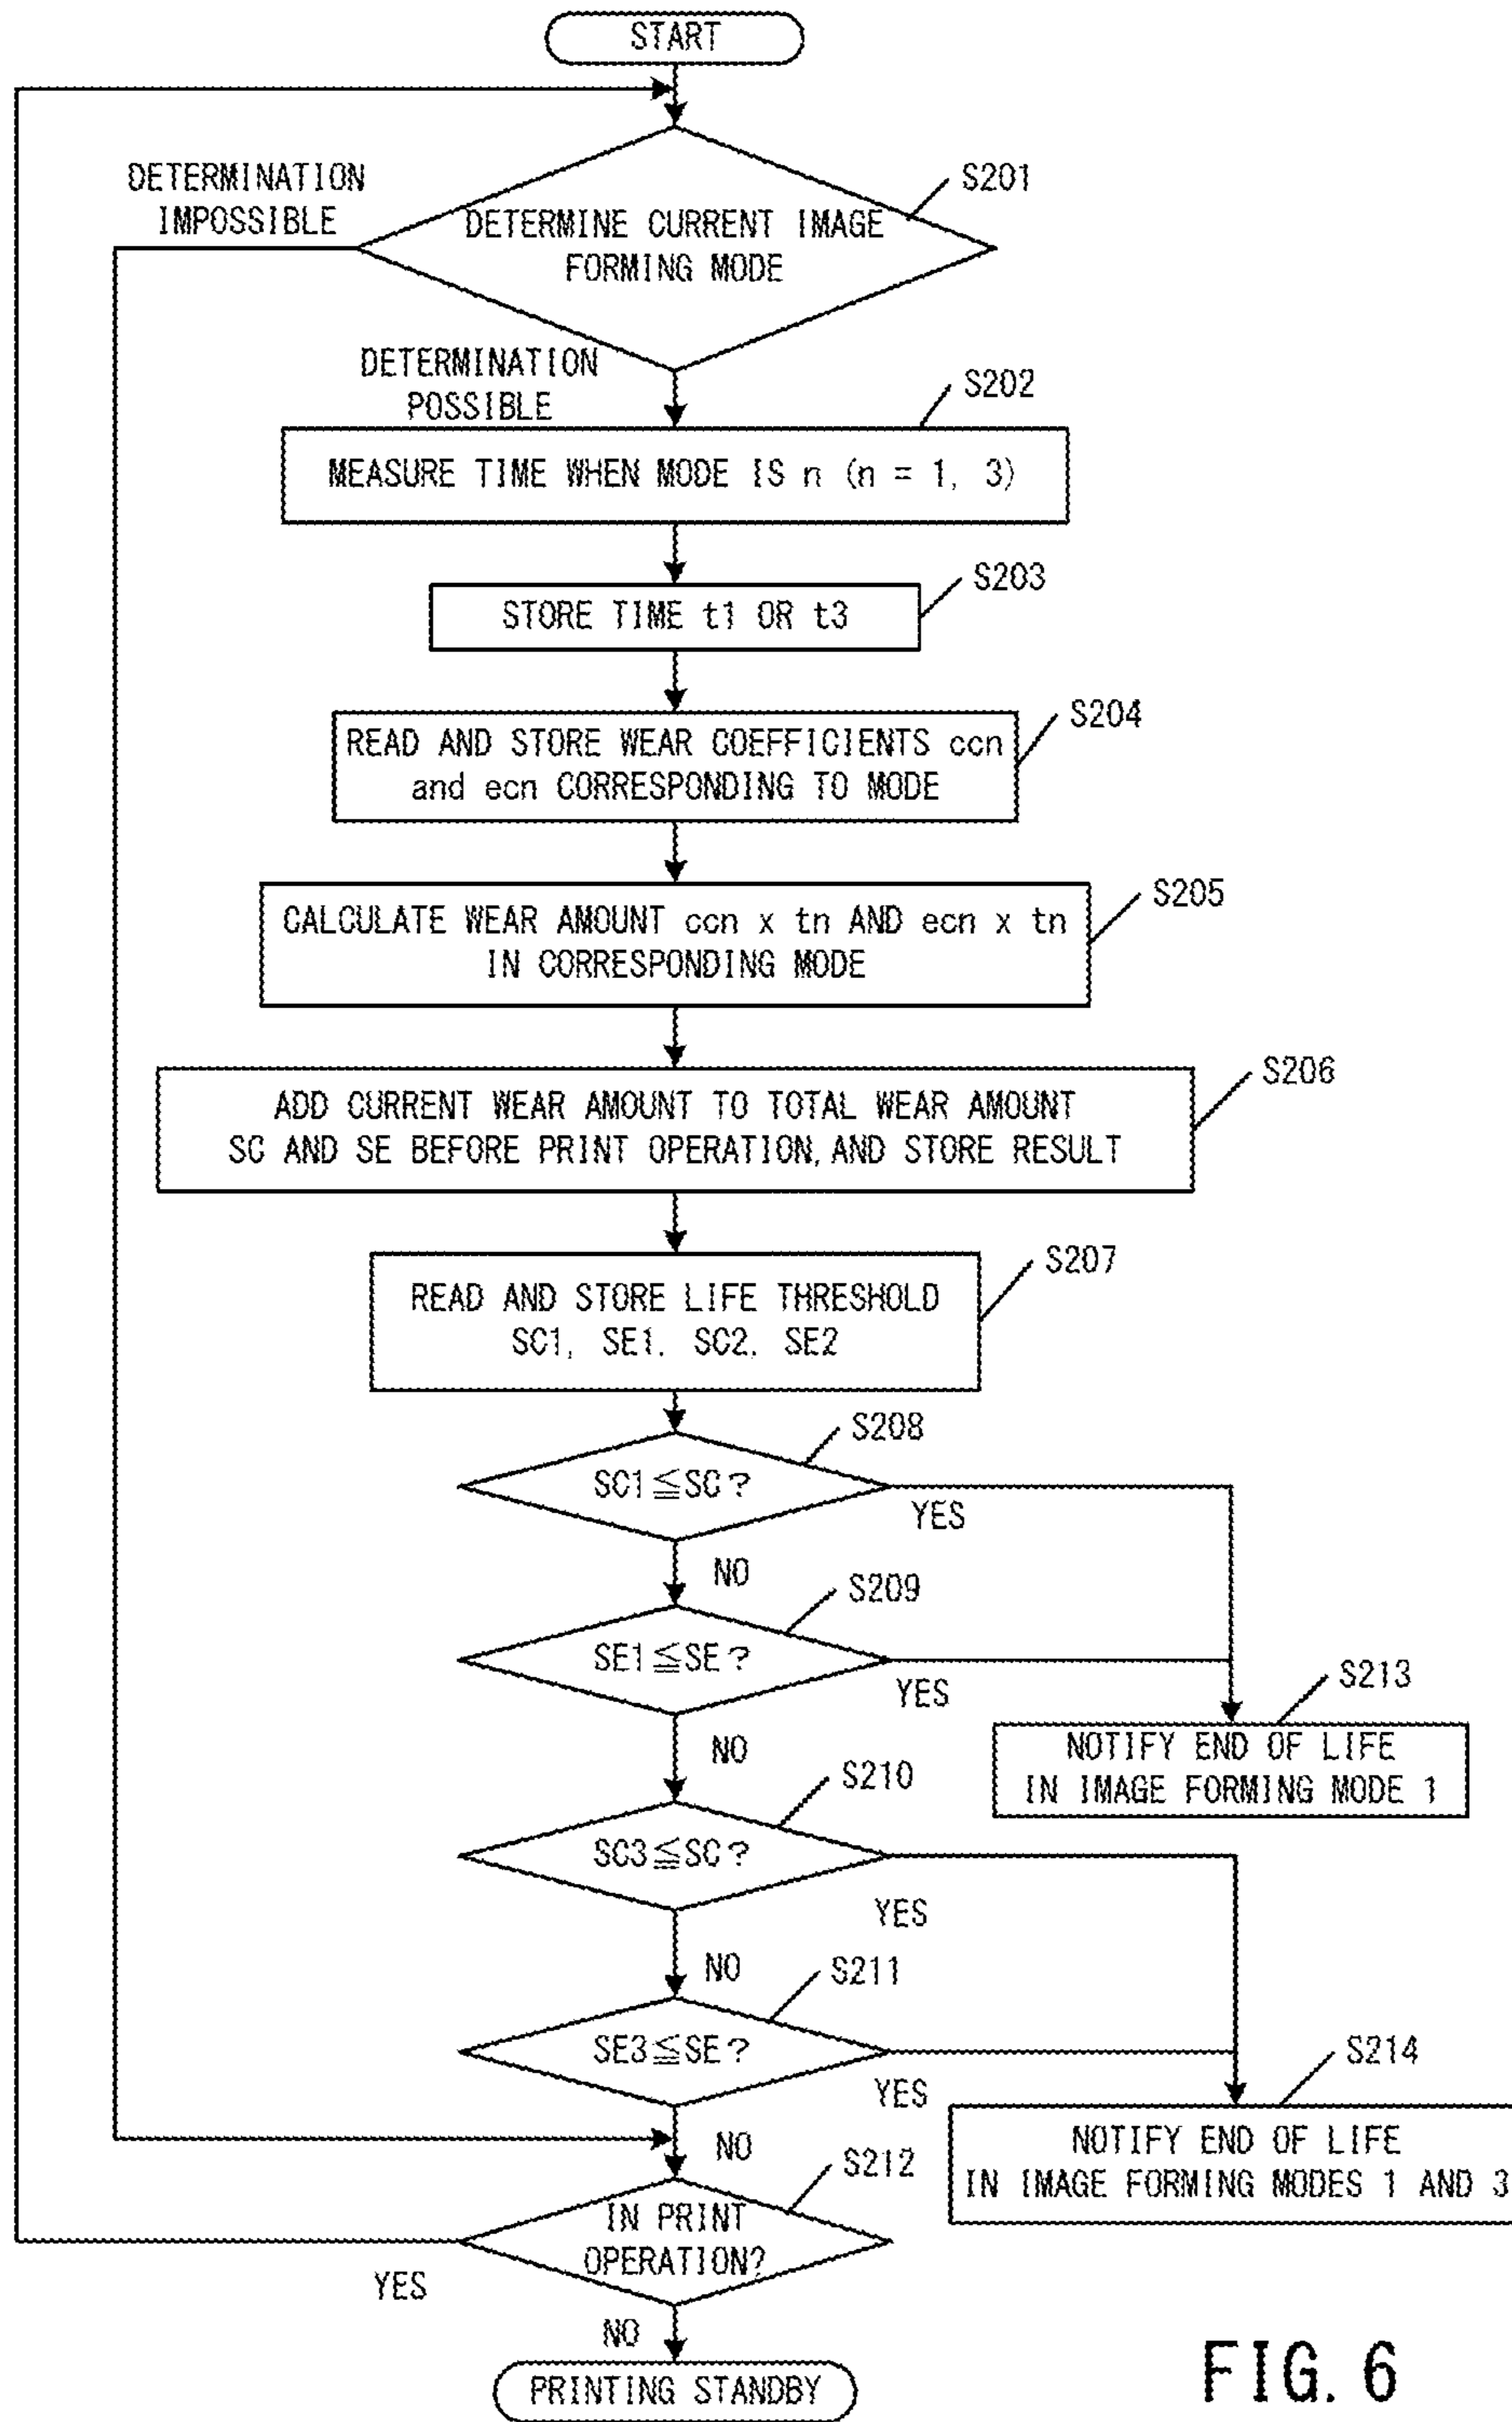 START
DETERMINATION
IMPOSSIBLE
S201
DETERMINE CURRENT IMAGE
FORMING MODE
DETERMINATION
POSSIBLE
S202
MEASURE TIME WHEN MODE IS n (n = 1, 3)
S203
STORE TIME t1 OR t3
S204
READ AND STORE WEAR COEFFICIENTS ccn
and ecn CORRESPONDING TO MODE
S205
CALCULATE WEAR AMOUNT ccn x tn AND ecn x tn
IN CORRESPONDING MODE
S206
ADD CURRENT WEAR AMOUNT TO TOTAL WEAR AMOUNT
SC AND SE BEFORE PRINT OPERATION, AND STORE RESULT
S207
READ AND STORE LIFE THRESHOLD
SC1, SE1, SC2, SE2
S208
SC1≦SC?
YES
NO
S209
SE1≦SE?
YES
S213
NOTIFY END OF LIFE
IN IMAGE FORMING MODE 1
NO
S210
SC3≦SC?
YES
NO
S211
SE3≦SE?
YES
S214
NOTIFY END OF LIFE
IN IMAGE FORMING MODES 1 AND 3
NO
S212
IN PRINT
OPERATION?
YES
NO
PRINTING STANDBY
FIG. 6